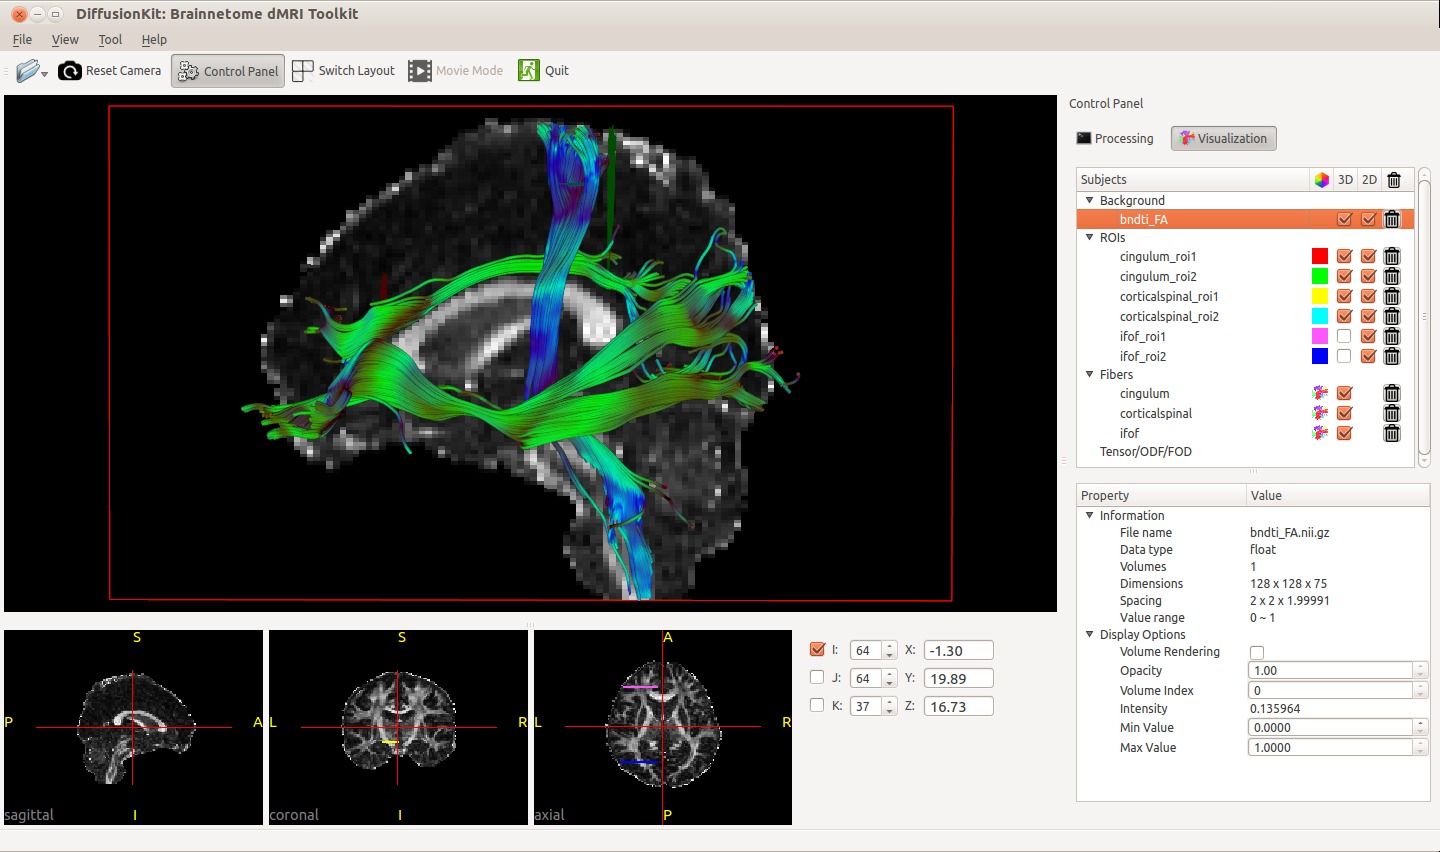 DiffusionKit: Brainnetome dMRI Toolkit
File View Tool Help
Reset Camera Control Panel Switch Layout Movie Mode Quit
Control Panel
Processing Visualization
Subjects 3D 2D
Background
bndti_FA
ROIs
cingulum_roi1
cingulum_roi2
corticalspinal_roi1
corticalspinal_roi2
ifof_roi1
ifof_roi2
Fibers
cingulum
corticalspinal
ifof
Tensor/ODF/FOD
Property Value
Information
File name bndti_FA.nii.gz
Data type float
Volumes 1
Dimensions 128 x 128 x 75
Spacing 2 x 2 x 1.99991
Value range 0 ~ 1
Display Options
Volume Rendering
Opacity 1.00
Volume Index 0
Intensity 0.135964
Min Value 0.0000
Max Value 1.0000
S
P A
I
sagittal
S
L R
I
coronal
A
L R
P
axial
I: 64 X: -1.30
J: 64 Y: 19.89
K: 37 Z: 16.73